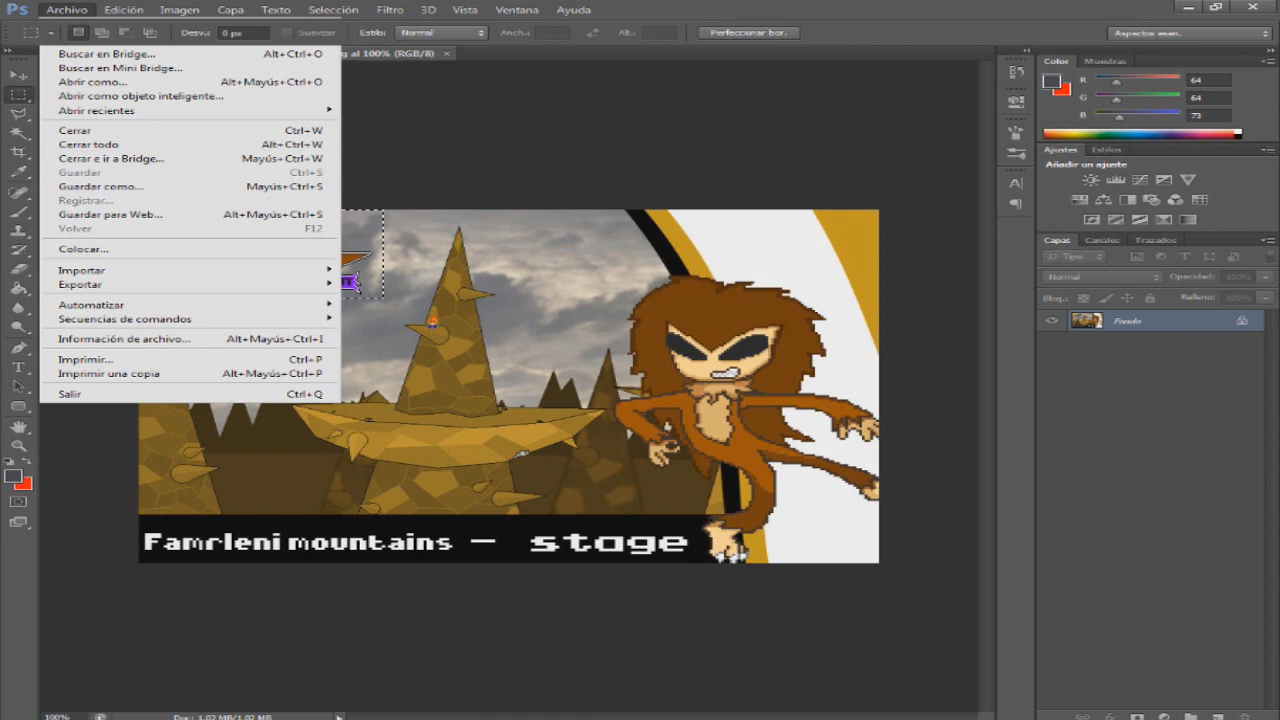 Ps Archivo Edición Imagen Capa Texto Selección Filtro 3D Vista Ventana Ayuda
Desv.: 0 px Suavizar Estilo: Normal Anch.: Alt.: Perfeccionar bor. Aspectos esen.
g al 100% (RGB/8) ×
Buscar en Bridge... Alt+Ctrl+O
Buscar en Mini Bridge...
Abrir como... Alt+Mayús+Ctrl+O
Abrir como objeto inteligente...
Abrir recientes
Cerrar Ctrl+W
Cerrar todo Alt+Ctrl+W
Cerrar e ir a Bridge... Mayús+Ctrl+W
Guardar Ctrl+S
Guardar como... Mayús+Ctrl+S
Registrar...
Guardar para Web... Alt+Mayús+Ctrl+S
Volver F12
Colocar...
Importar
Exportar
Automatizar
Secuencias de comandos
Información de archivo... Alt+Mayús+Ctrl+I
Imprimir... Ctrl+P
Imprimir una copia Alt+Mayús+Ctrl+P
Salir Ctrl+Q
Color Muestras
R 64
G 64
B 73
Ajustes Estilos
Añadir un ajuste
Capas Canales Trazados
Tipo
Normal Opacidad: 100%
Bloq.: Relleno: 100%
Fondo
Famrleni mountains — stage
100% Doc: 1.02 MB/1.02 MB